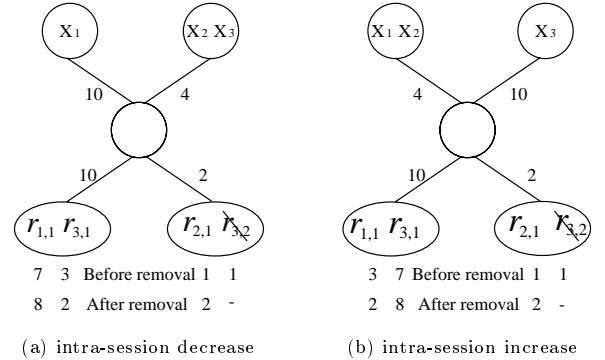 X1 X2 X3 X1 X2 X3
10 4 4 10
10 2 10 2
r1,1 r3,1 r2,1 r3,2 r1,1 r3,1 r2,1 r3,2
7 3 Before removal 1 1 3 7 Before removal 1 1
8 2 After removal 2 - 2 8 After removal 2 -
(a) intra-session decrease (b) intra-session increase